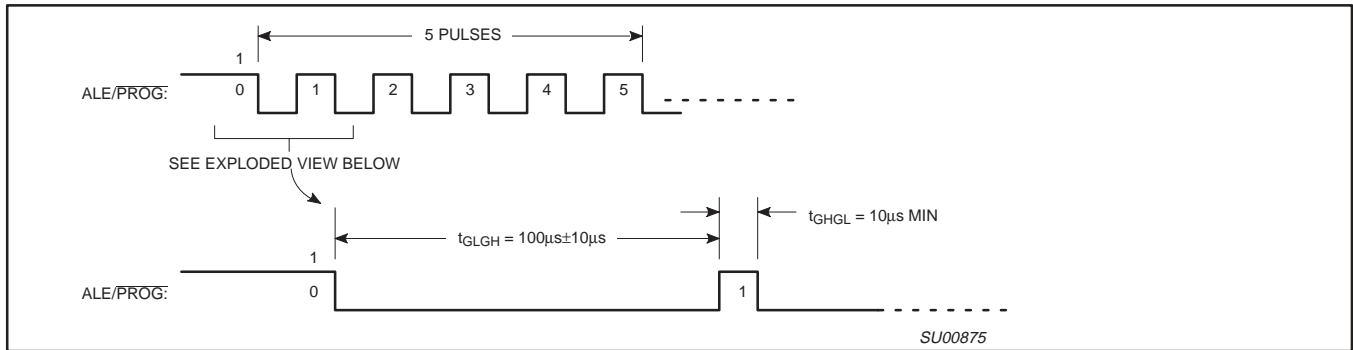 5 PULSES
1
ALE/PROG:
0
1
2
3
4
5
SEE EXPLODED VIEW BELOW
tGLGH = 100µs±10µs
tGHGL = 10µs MIN
1
ALE/PROG:
0
1
SU00875